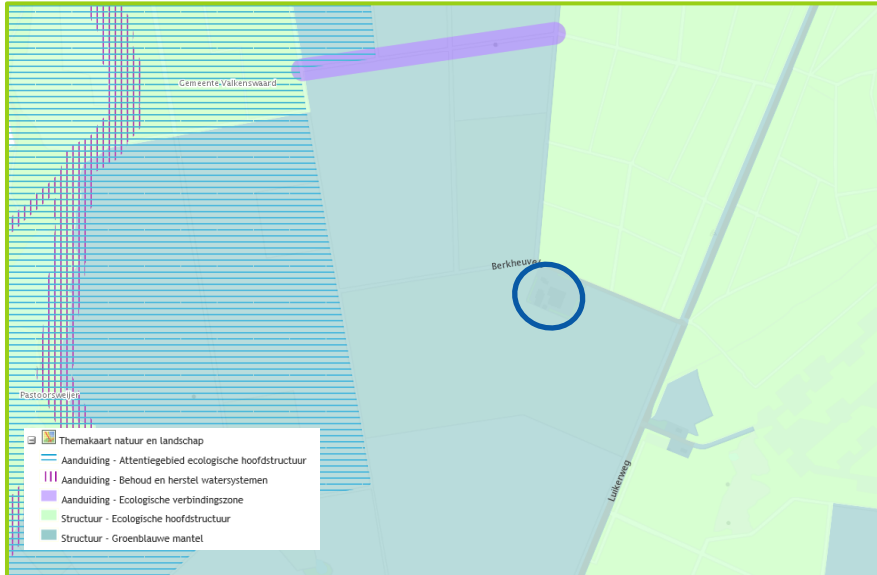 Gemeente Valkenswaard
Berkheuvel
Pastoorsweijer
Luikerweg
Themakaart natuur en landschap
Aanduiding - Attentiegebied ecologische hoofdstructuur
Aanduiding - Behoud en herstel watersystemen
Aanduiding - Ecologische verbindingszone
Structuur - Ecologische hoofdstructuur
Structuur - Groenblauwe mantel